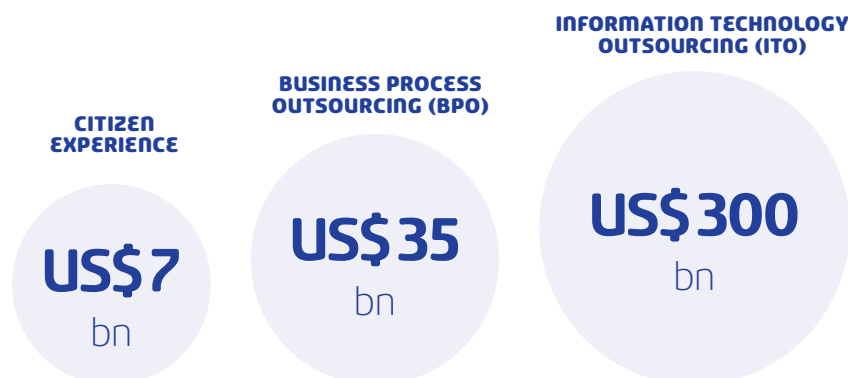 CITIZEN
EXPERIENCE
US$7
bn
BUSINESS PROCESS
OUTSOURCING (BPO)
US$35
bn
INFORMATION TECHNOLOGY
OUTSOURCING (ITO)
US$300
bn